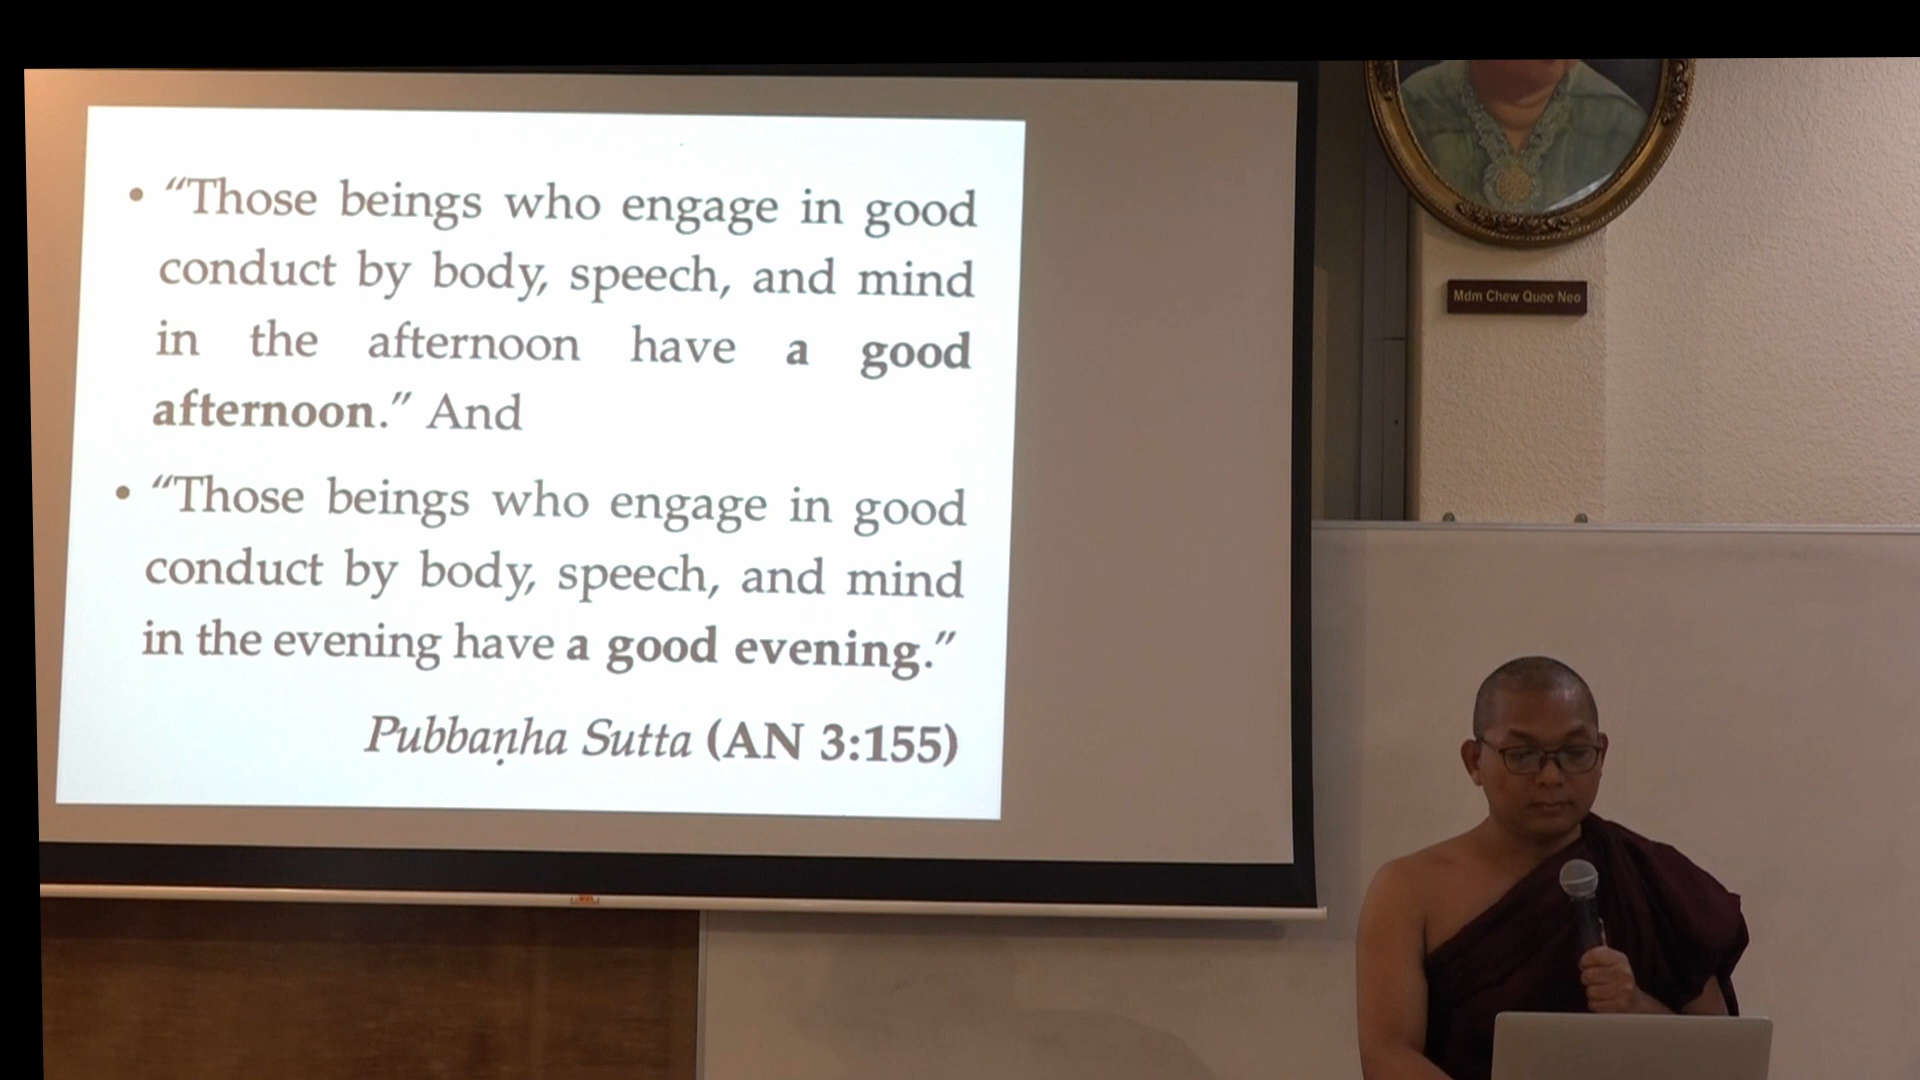 • “Those beings who engage in good
conduct by body, speech, and mind
in the afternoon have a good
afternoon.” And
• “Those beings who engage in good
conduct by body, speech, and mind
in the evening have a good evening.”
Pubbaṇha Sutta (AN 3:155)
Mdm Chew Quee Neo